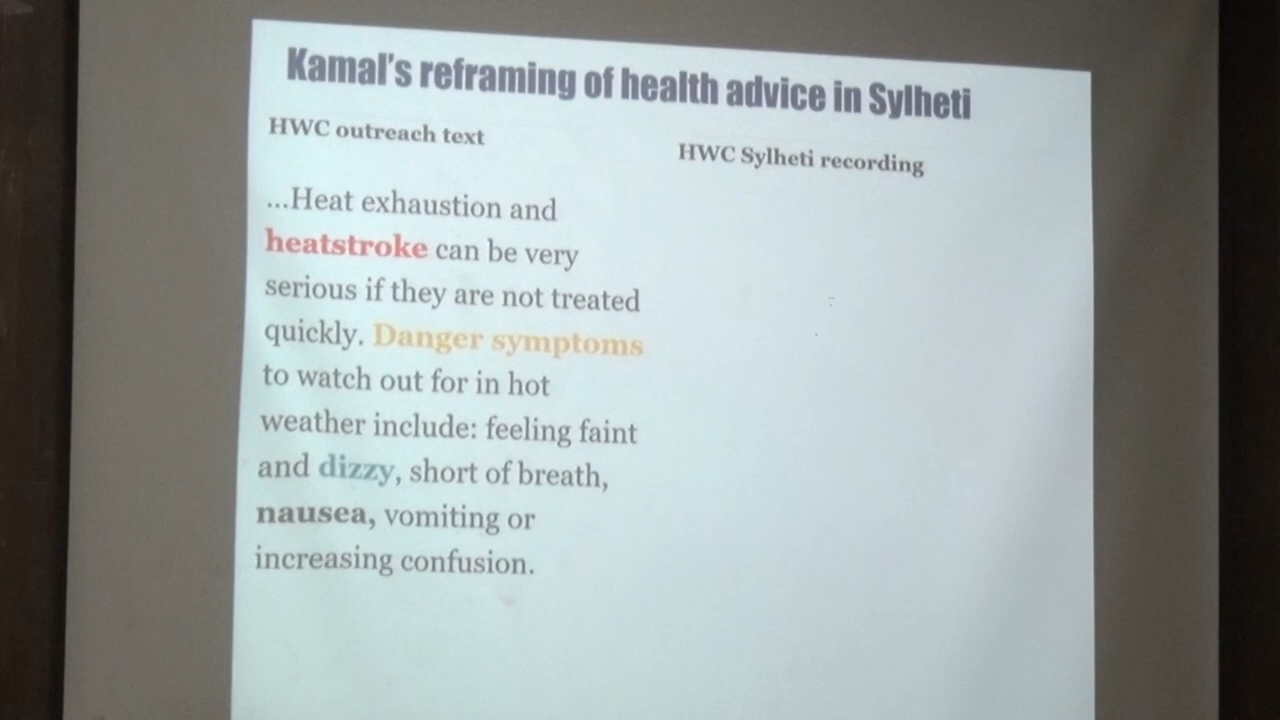 Kamal's reframing of health advice in Sylheti
HWC outreach text
HWC Sylheti recording
...Heat exhaustion and
heatstroke can be very
serious if they are not treated
quickly. Danger symptoms
to watch out for in hot
weather include: feeling faint
and dizzy, short of breath,
nausea, vomiting or
increasing confusion.